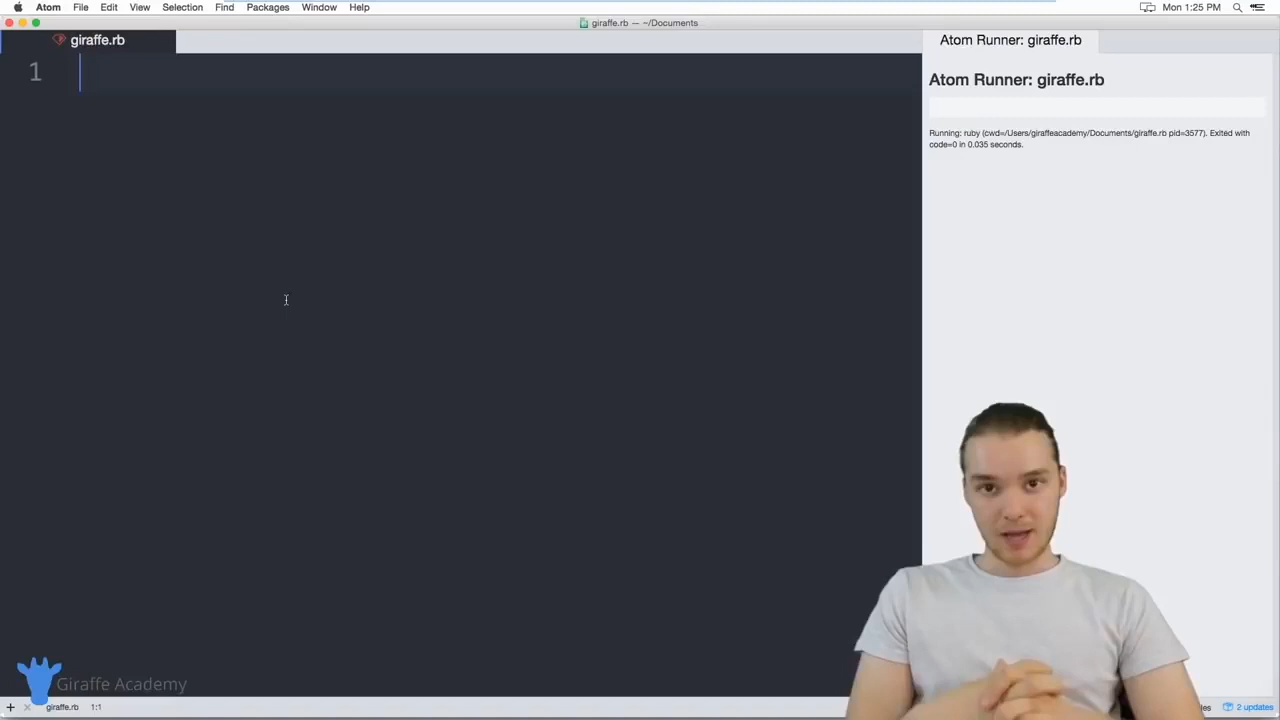 Atom File Edit View Selection Find Packages Window Help
Mon 1:25 PM
giraffe.rb — ~/Documents
giraffe.rb
Atom Runner: giraffe.rb
1
Atom Runner: giraffe.rb
Running: ruby (cwd=/Users/giraffeacademy/Documents/giraffe.rb pid=3577). Exited with
code=0 in 0.035 seconds.
Giraffe Academy
giraffe.rb 1:1
2 updates